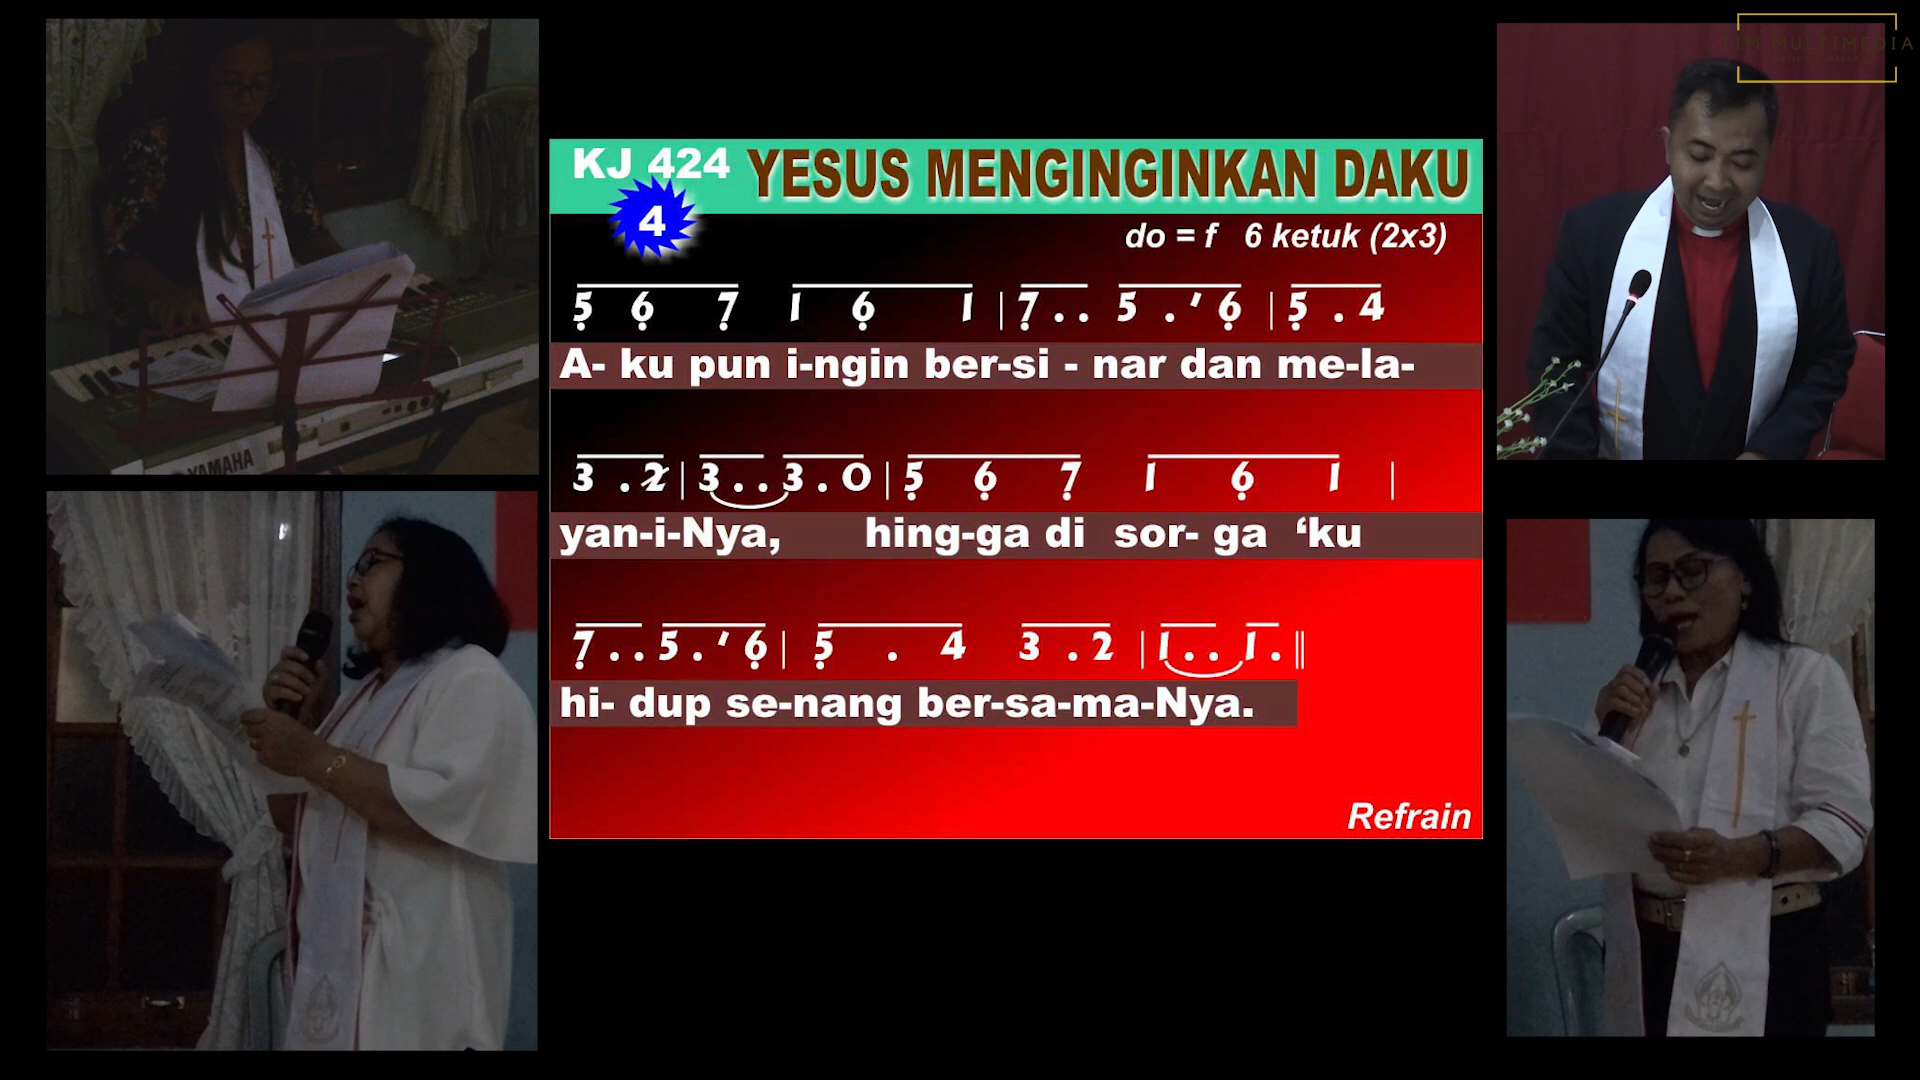 TIM MULTIMEDIA
KJ 424 YESUS MENGINGINKAN DAKU
4
do = f 6 ketuk (2x3)
5̣ 6̣ 7̣ 1 6̣ 1 | 7̣ . . 5 . ' 6̣ | 5̣ . 4
A- ku pun i-ngin ber-si - nar dan me-la-
3 . 2̷ | 3 . . 3 . 0 | 5̣ 6̣ 7̣ 1 6̣ 1 |
yan-i-Nya, hing-ga di sor- ga ‘ku
7̣ . . 5 . ' 6̣ | 5̣ . 4 3 . 2 | 1 . . 1 . ||
hi- dup se-nang ber-sa-ma-Nya.
Refrain
YAMAHA